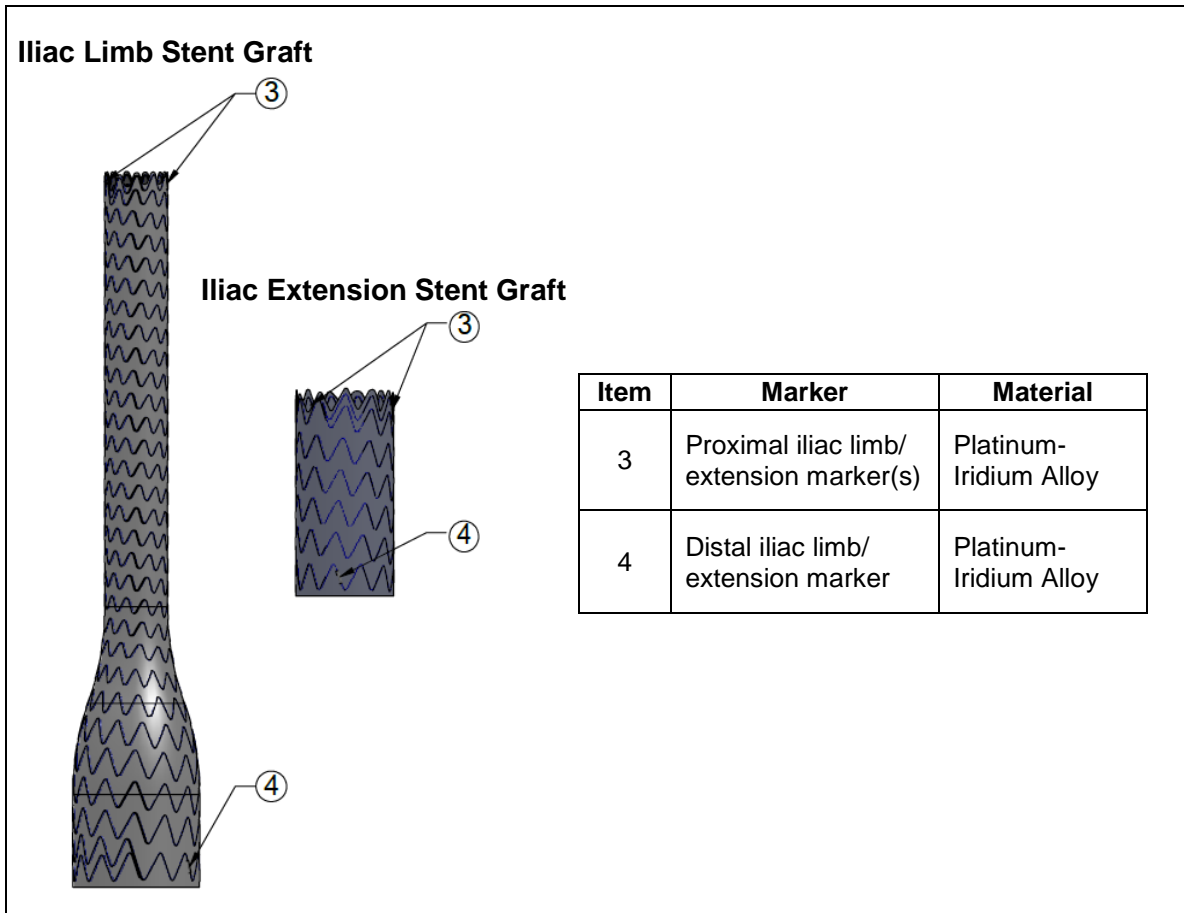 Iliac Limb Stent Graft
3
Iliac Extension Stent Graft
3
4
4
Item Marker Material
3 Proximal iliac limb/ extension marker(s) Platinum- Iridium Alloy
4 Distal iliac limb/ extension marker Platinum- Iridium Alloy